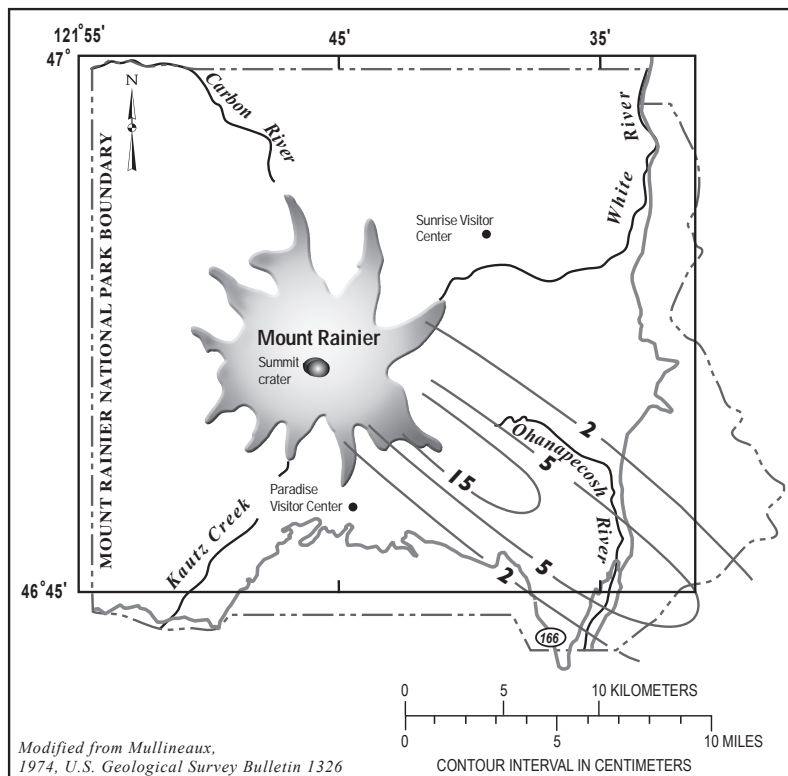 121°55'
45'
35'
47°
N
Carbon
River
White River
MOUNT RAINIER NATIONAL PARK BOUNDARY
Sunrise Visitor
Center
Mount Rainier
Summit
crater
2
5
Ohanapecosh
River
15
Paradise
Visitor Center
Kautz Creek
5
2
46°45'
166
0 5 10 KILOMETERS
0 5 10 MILES
CONTOUR INTERVAL IN CENTIMETERS
Modified from Mullineaux,
1974, U.S. Geological Survey Bulletin 1326